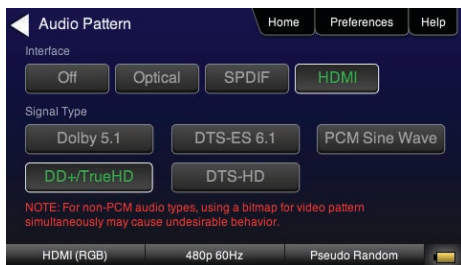 Audio Pattern Home Preferences Help
Interface
Off Optical SPDIF HDMI
Signal Type
Dolby 5.1 DTS-ES 6.1 PCM Sine Wave
DD+/TrueHD DTS-HD
NOTE: For non-PCM audio types, using a bitmap for video pattern
simultaneously may cause undesirable behavior.
HDMI (RGB) 480p 60Hz Pseudo Random